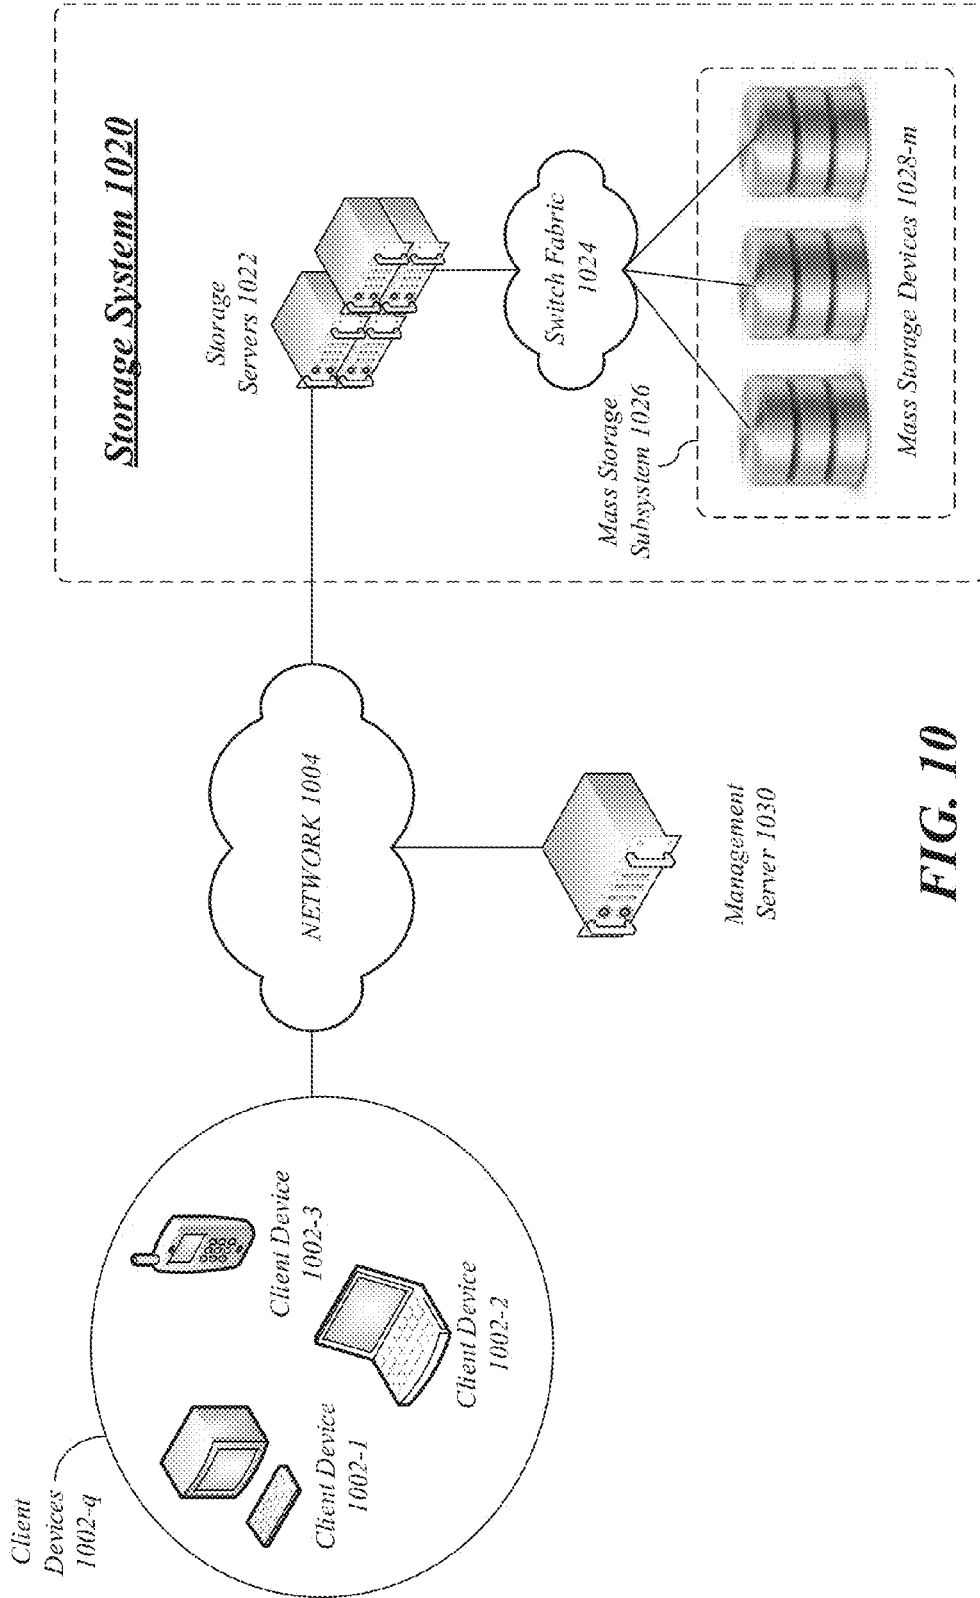 Storage System 1020
Client
Devices
1002-q
Client Device
1002-1
Client Device
1002-2
Client Device
1002-3
NETWORK 1004
Management
Server 1030
Storage
Servers 1022
Switch Fabric
1024
Mass Storage
Subsystem 1026
Mass Storage Devices 1028-m
FIG. 10